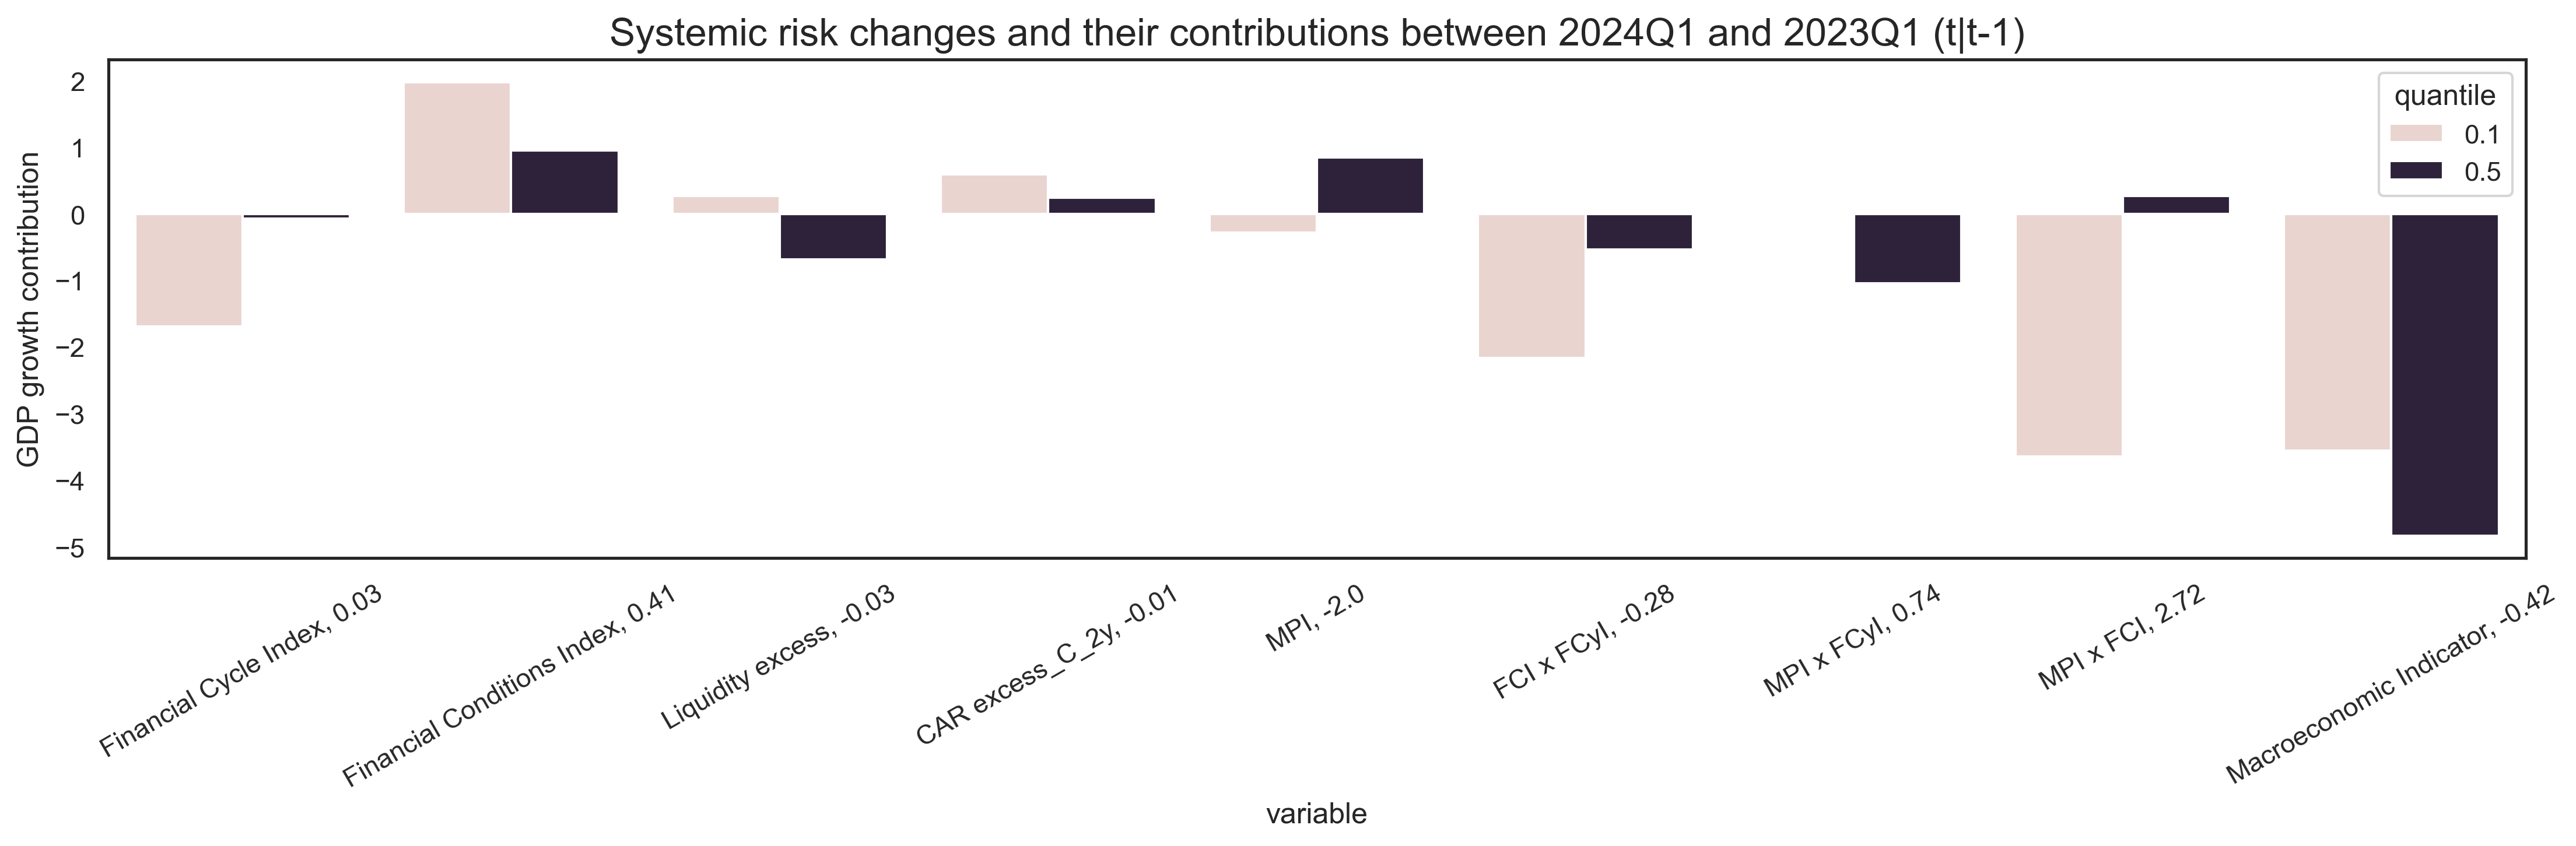 Systemic risk changes and their contributions between 2024Q1 and 2023Q1 (t|t-1)
GDP growth contribution
2
1
0
−1
−2
−3
−4
−5
quantile
0.1
0.5
Financial Cycle Index, 0.03
Financial Conditions Index, 0.41
Liquidity excess, -0.03
CAR excess_C_2y, -0.01
MPI, -2.0
FCI x FCyI, -0.28
MPI x FCyI, 0.74
MPI x FCI, 2.72
Macroeconomic Indicator, -0.42
variable